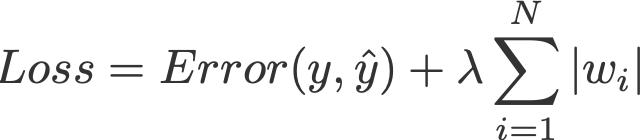 Loss = Error(y, ŷ) + λ ∑_{i=1}^{N} |w_i|